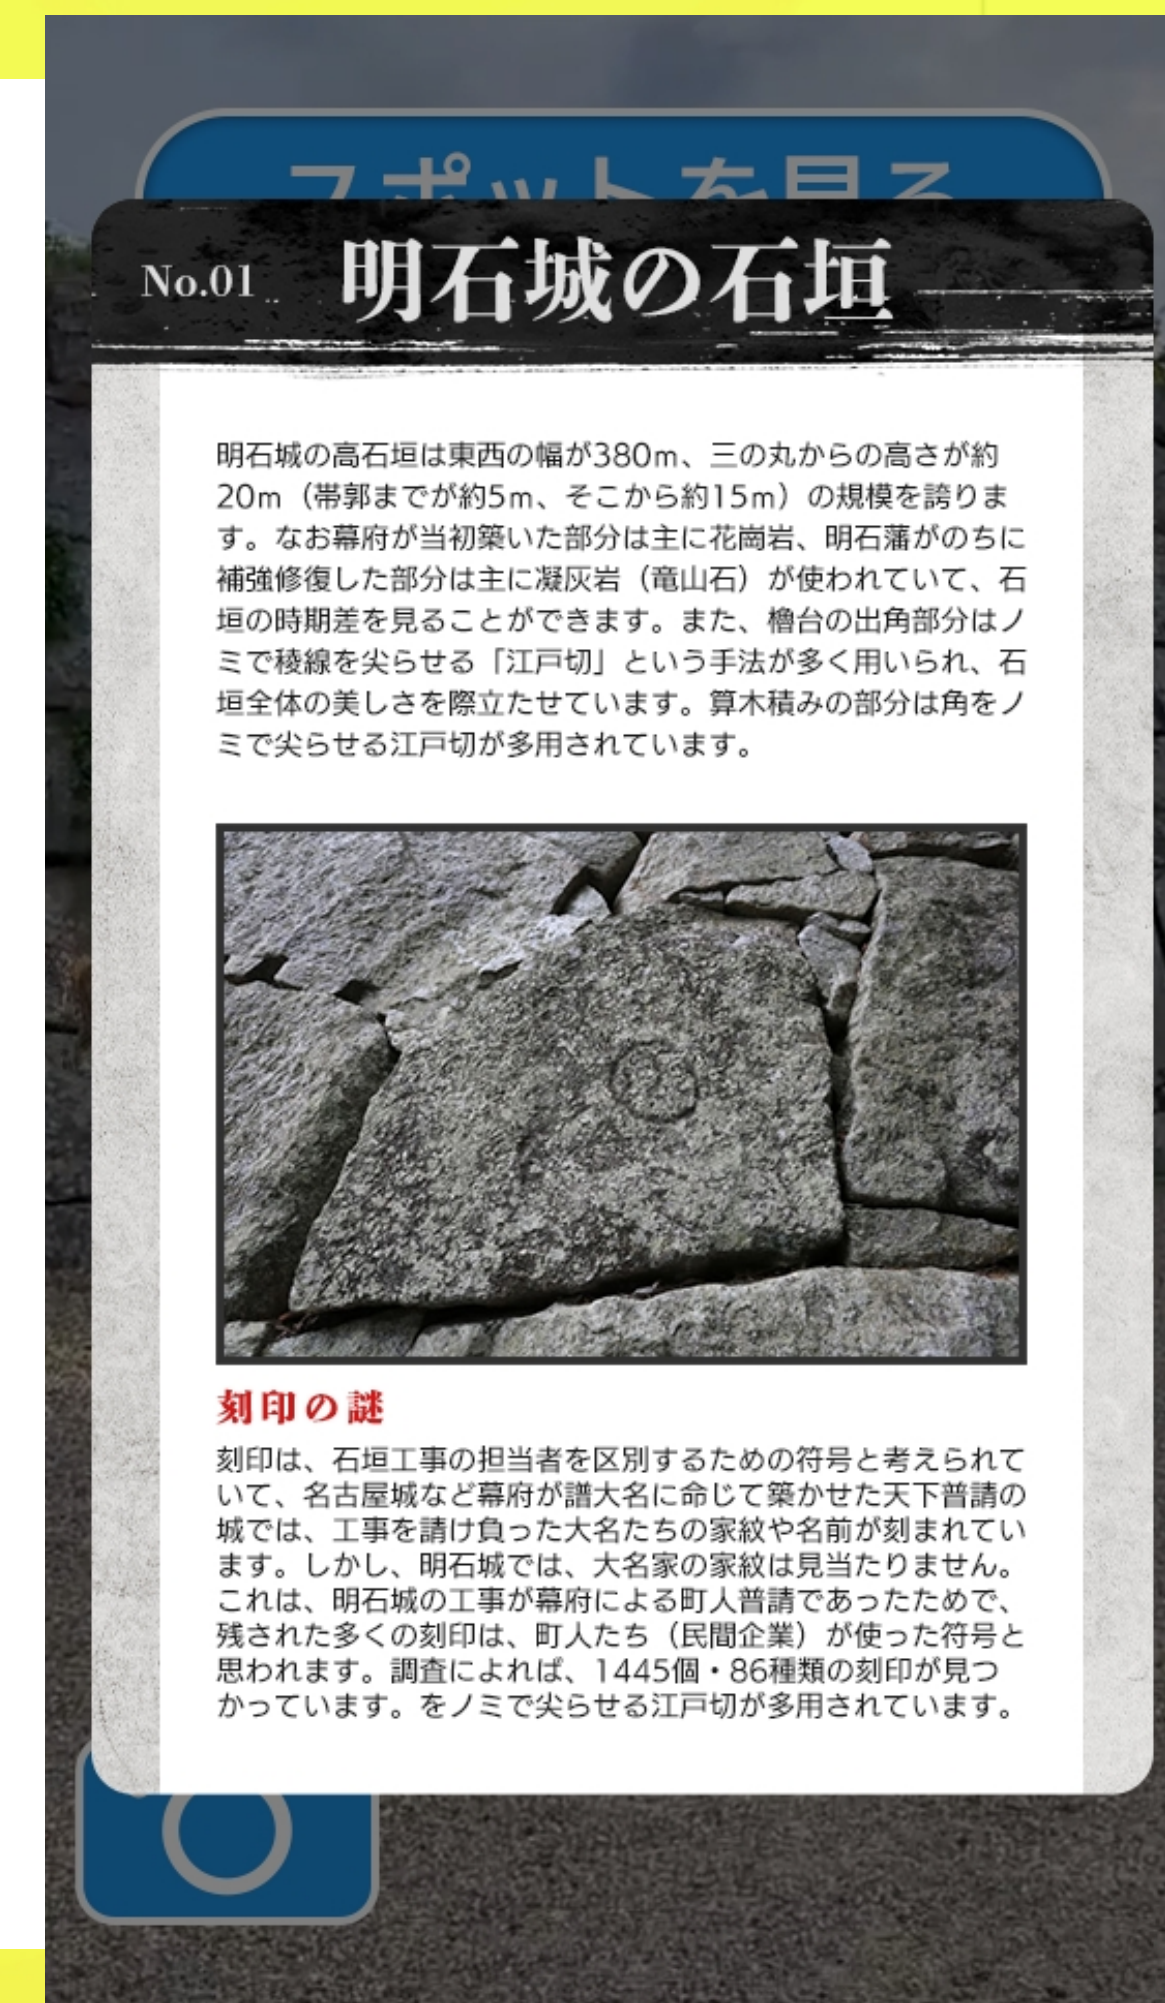 スポットを見る
No.01 明石城の石垣
明石城の高石垣は東西の幅が380m、三の丸からの高さが約
20m（帯郭までが約5m、そこから約15m）の規模を誇りま
す。なお幕府が当初築いた部分は主に花崗岩、明石藩がのちに
補強修復した部分は主に凝灰岩（竜山石）が使われていて、石
垣の時期差を見ることができます。また、櫓台の出角部分はノ
ミで稜線を尖らせる「江戸切」という手法が多く用いられ、石
垣全体の美しさを際立たせています。算木積みの部分は角をノ
ミで尖らせる江戸切が多用されています。
刻印の謎
刻印は、石垣工事の担当者を区別するための符号と考えられて
いて、名古屋城など幕府が譜大名に命じて築かせた天下普請の
城では、工事を請け負った大名たちの家紋や名前が刻まれてい
ます。しかし、明石城では、大名家の家紋は見当たりません。
これは、明石城の工事が幕府による町人普請であったためで、
残された多くの刻印は、町人たち（民間企業）が使った符号と
思われます。調査によれば、1445個・86種類の刻印が見つ
かっています。をノミで尖らせる江戸切が多用されています。